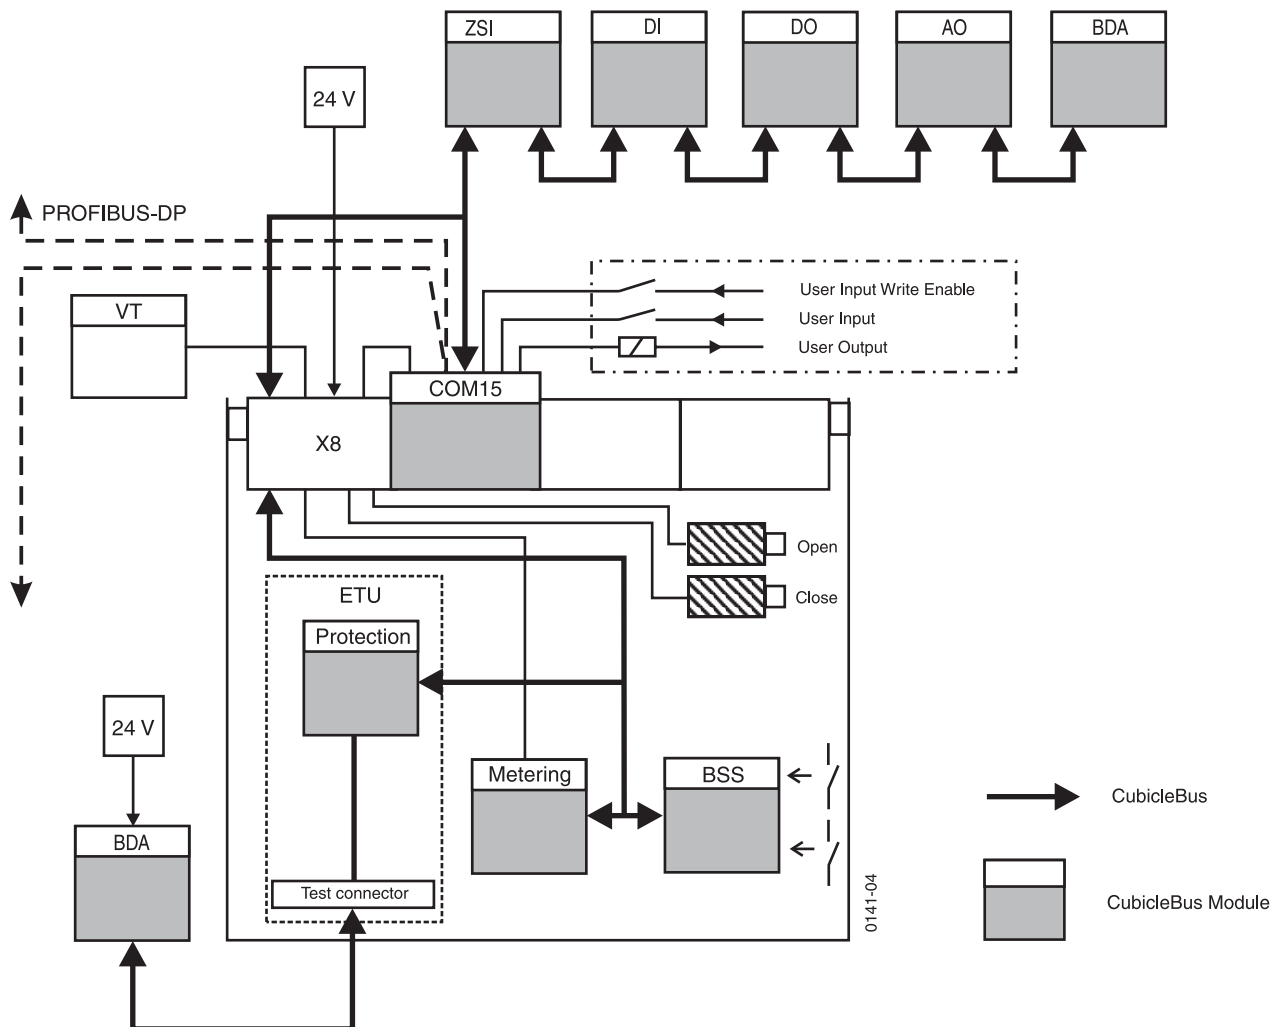 ZSI
DI
DO
AO
BDA
24 V
PROFIBUS-DP
User Input Write Enable
User Input
User Output
VT
COM15
X8
Open
Close
ETU
Protection
24 V
Metering
BSS
CubicleBus
BDA
Test connector
0141-04
CubicleBus Module